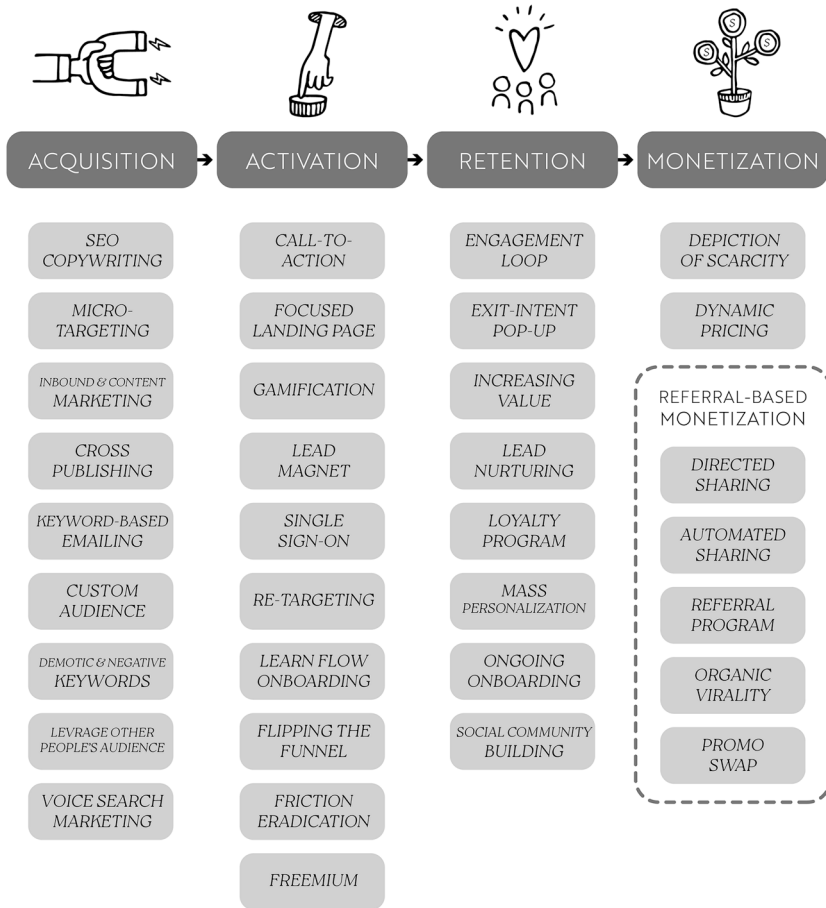 S
S
S
ACQUISITION
ACTIVATION
RETENTION
MONETIZATION
SEO
COPYWRITING
MICRO-
TARGETING
INBOUND & CONTENT
MARKETING
CROSS
PUBLISHING
KEYWORD-BASED
EMAILING
CUSTOM
AUDIENCE
DEMOTIC & NEGATIVE
KEYWORDS
LEVRAGE OTHER
PEOPLE'S AUDIENCE
VOICE SEARCH
MARKETING
CALL-TO-
ACTION
FOCUSED
LANDING PAGE
GAMIFICATION
LEAD
MAGNET
SINGLE
SIGN-ON
RE-TARGETING
LEARN FLOW
ONBOARDING
FLIPPING THE
FUNNEL
FRICTION
ERADICATION
FREEMIUM
ENGAGEMENT
LOOP
EXIT-INTENT
POP-UP
INCREASING
VALUE
LEAD
NURTURING
LOYALTY
PROGRAM
MASS
PERSONALIZATION
ONGOING
ONBOARDING
SOCIAL COMMUNITY
BUILDING
DEPICTION
OF SCARCITY
DYNAMIC
PRICING
REFERRAL-BASED
MONETIZATION
DIRECTED
SHARING
AUTOMATED
SHARING
REFERRAL
PROGRAM
ORGANIC
VIRALITY
PROMO
SWAP